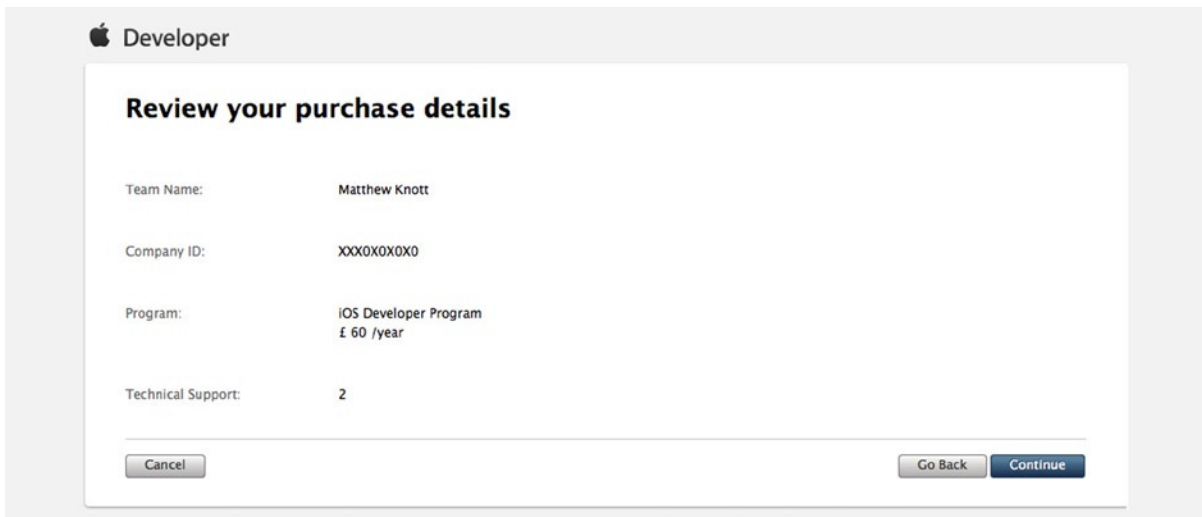 Developer
Review your purchase details
Team Name: Matthew Knott
Company ID: XXX0X0X0X0
Program: iOS Developer Program
£ 60 /year
Technical Support: 2
Cancel Go Back Continue